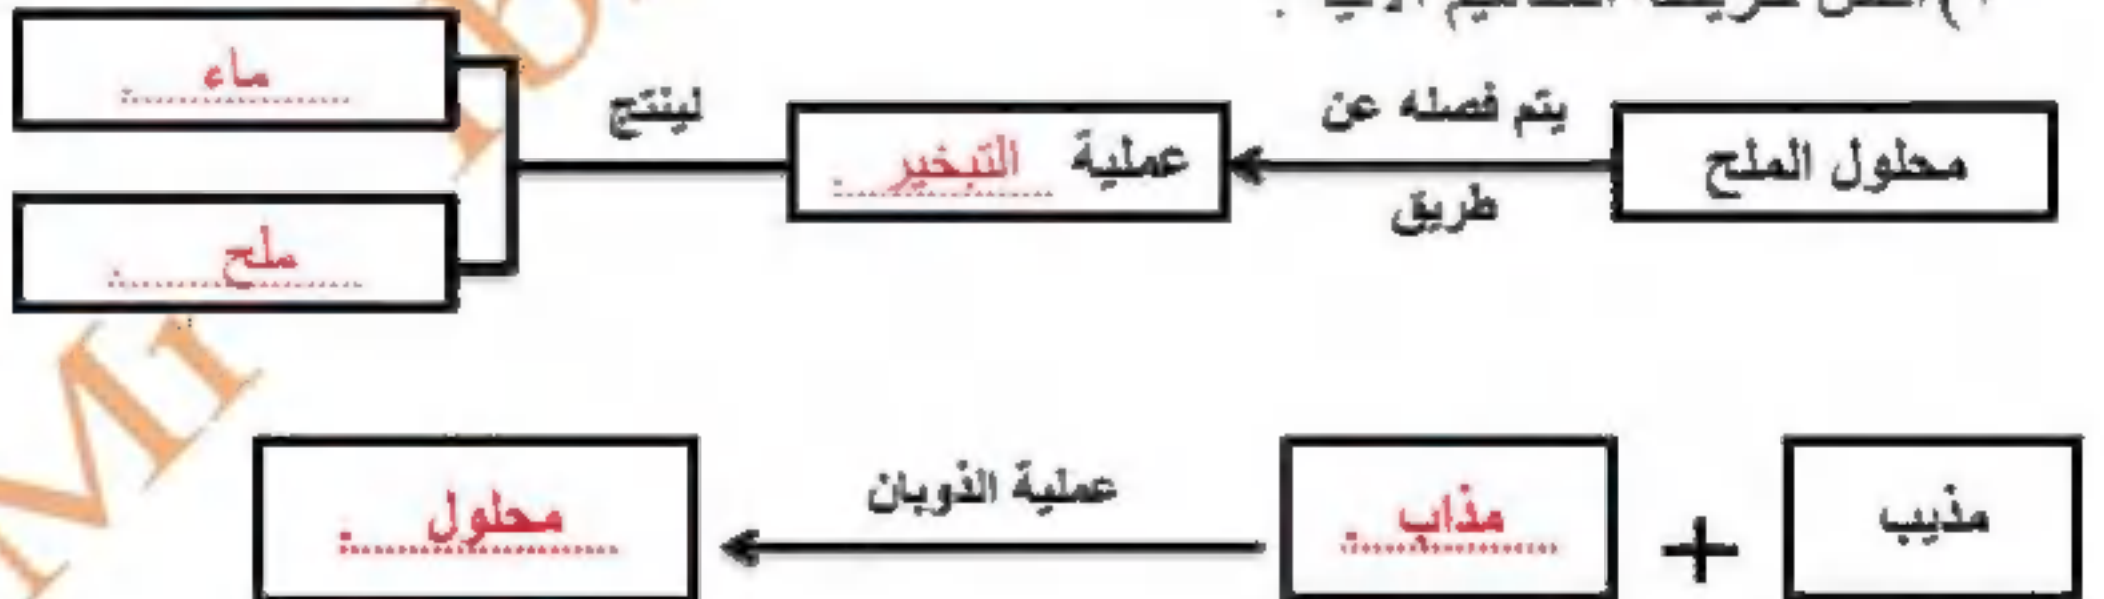 محلول الملح
يتم فصله عن
طريق
عملية التبخير
لينتج
ماء
ملح
مذيب
+
مذاب
عملية الذوبان
محلول